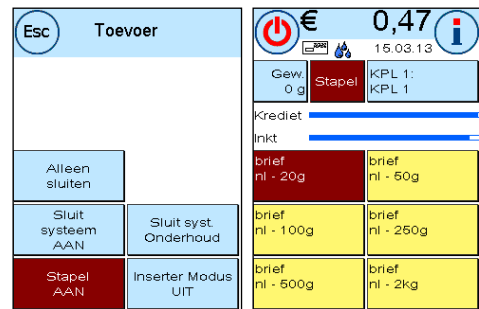 Esc
Toevoer
Alleen
sluiten
Sluit
systeem
AAN
Sluit syst.
Onderhoud
Stapel
AAN
Inserter Modus
UIT
€ 0,47
i
15.03.13
Gew.
0 g
Stapel
KPL 1:
KPL 1
Krediet
Inkt
brief
nl - 20g
brief
nl - 50g
brief
nl - 100g
brief
nl - 250g
brief
nl - 500g
brief
nl - 2kg